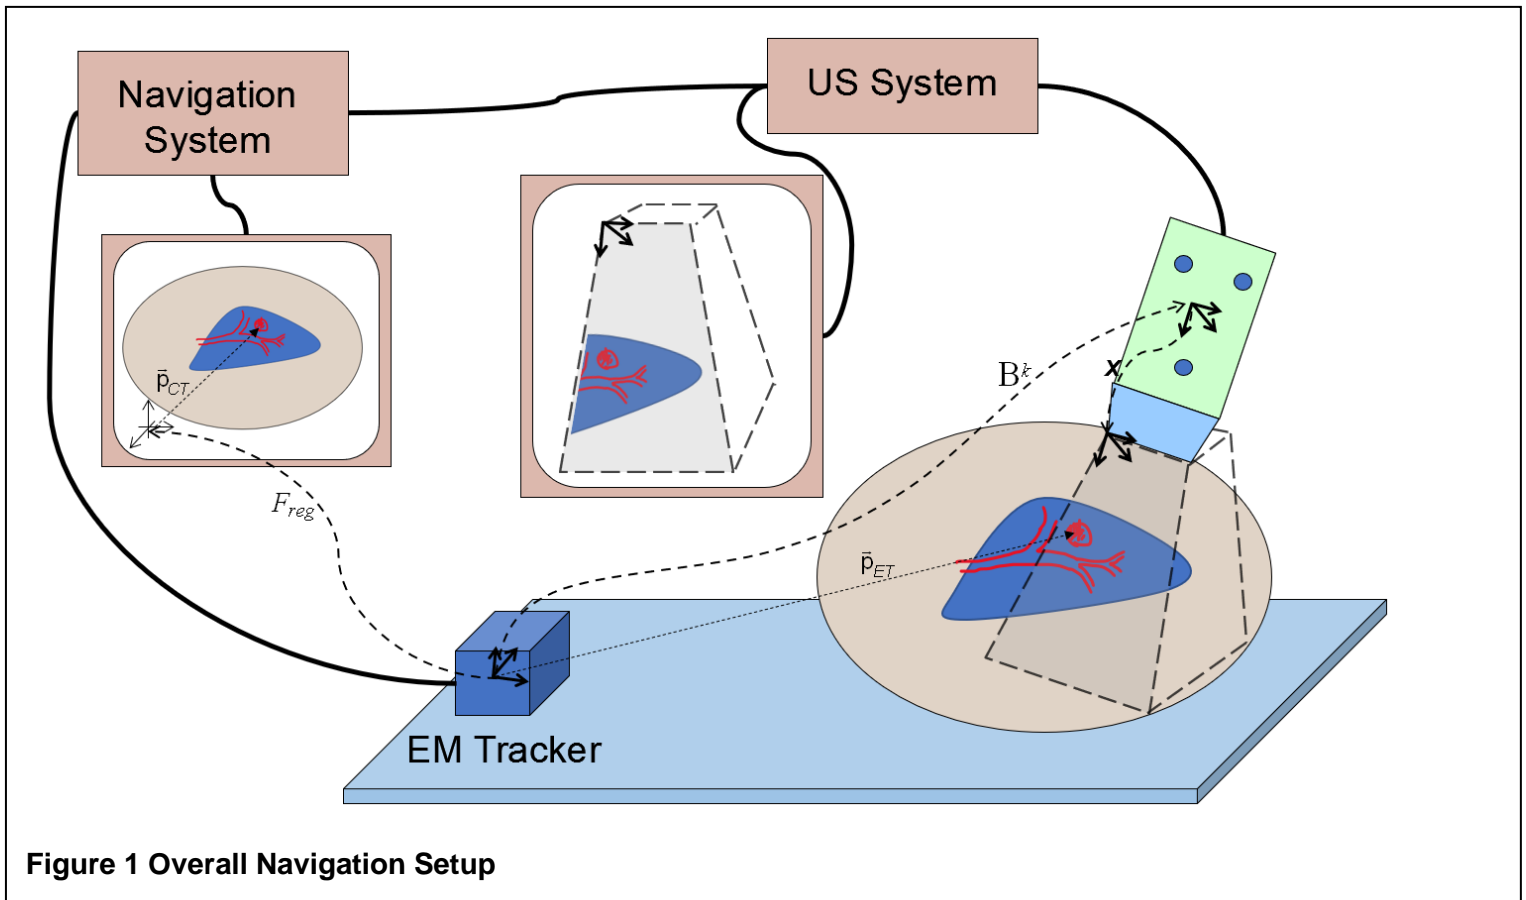 Navigation
System
US System
p⃗CT
Freg
Bk
x
p⃗ET
EM Tracker
Figure 1 Overall Navigation Setup